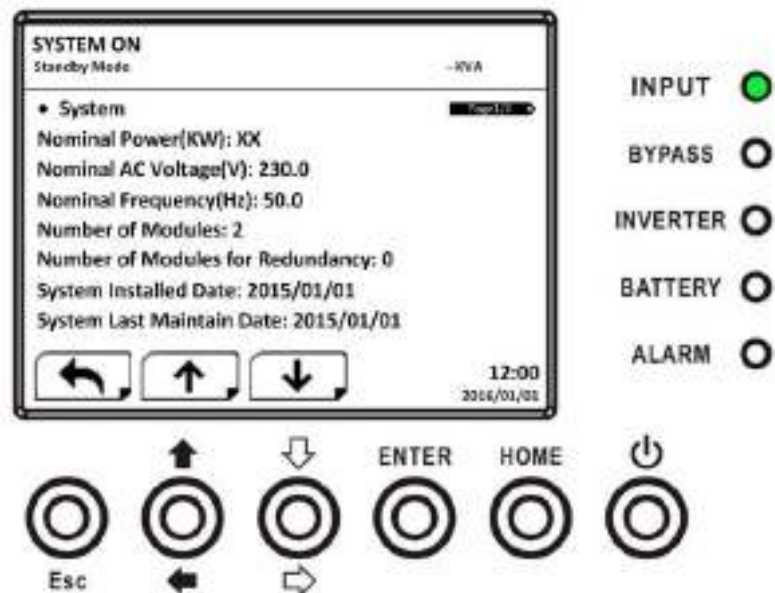 SYSTEM ON
Standby Mode
--KVA
• System
Nominal Power(KW): XX
Nominal AC Voltage(V): 230.0
Nominal Frequency(Hz): 50.0
Number of Modules: 2
Number of Modules for Redundancy: 0
System Installed Date: 2015/01/01
System Last Maintain Date: 2015/01/01
12:00
2016/01/01
INPUT
BYPASS
INVERTER
BATTERY
ALARM
ENTER
HOME
Esc